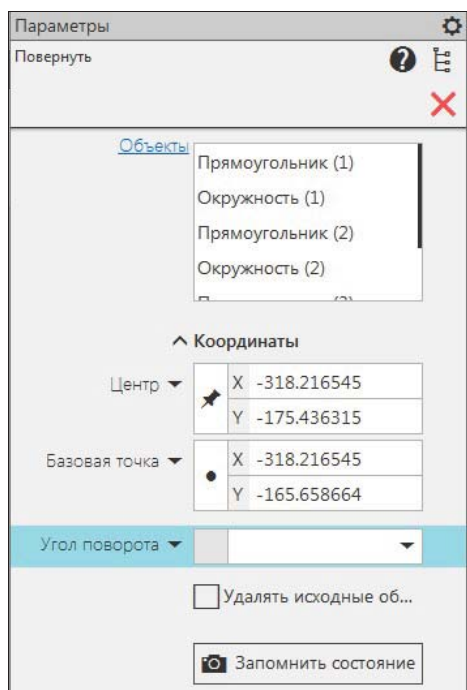 Параметры
Повернуть
Объекты
Прямоугольник (1)
Окружность (1)
Прямоугольник (2)
Окружность (2)
Координаты
Центр X -318.216545
Y -175.436315
Базовая точка X -318.216545
Y -165.658664
Угол поворота
Удалять исходные об...
Запомнить состояние